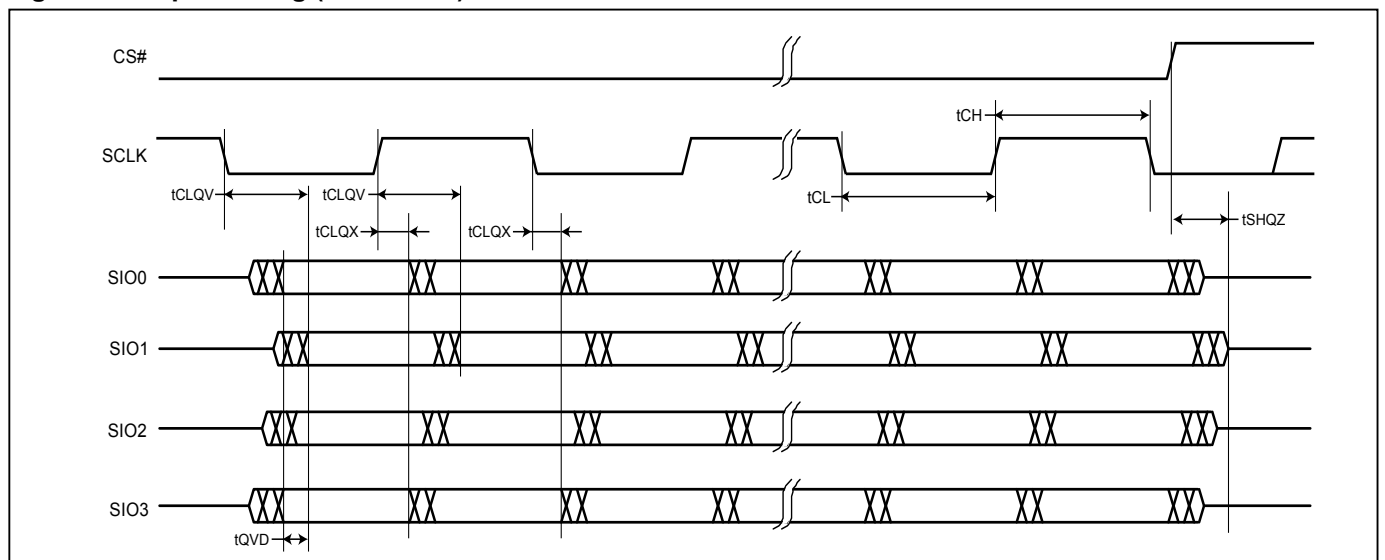 CS#
tCH
SCLK
tCLQV
tCLQV
tCL
tSHQZ
tCLQX
tCLQX
SIO0
SIO1
SIO2
SIO3
tQVD